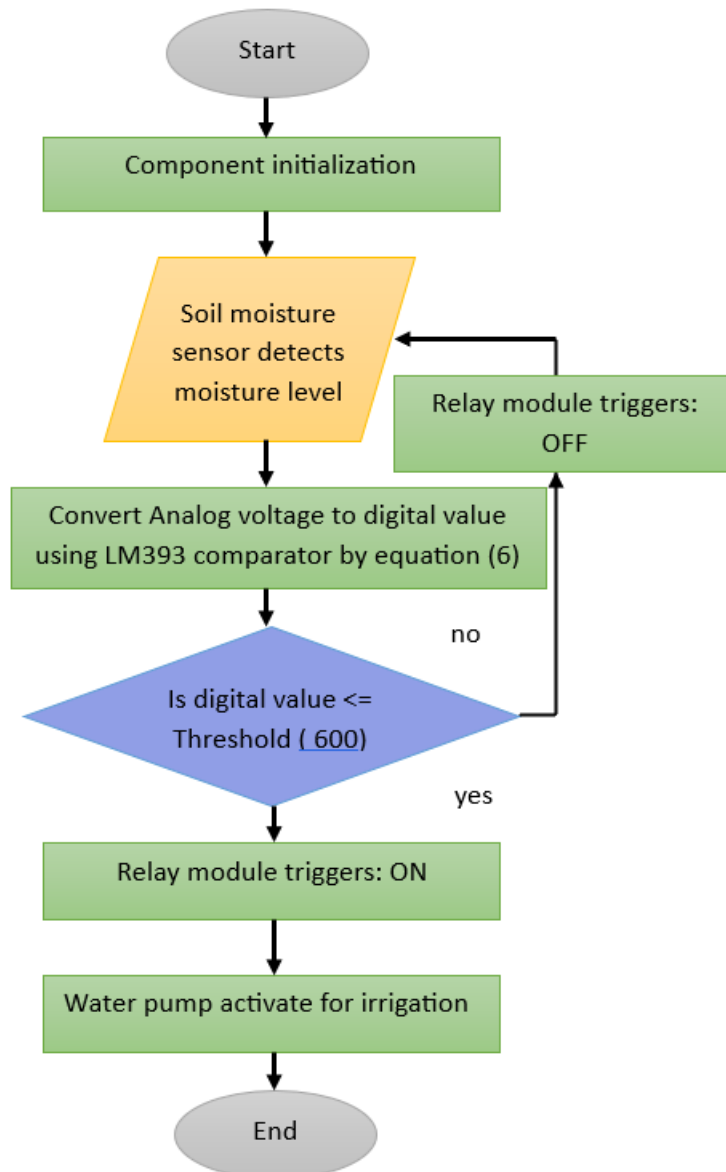 Start
Component initialization
Soil moisture
sensor detects
moisture level
Relay module triggers:
OFF
Convert Analog voltage to digital value
using LM393 comparator by equation (6)
no
Is digital value <=
Threshold ( 600)
yes
Relay module triggers: ON
Water pump activate for irrigation
End